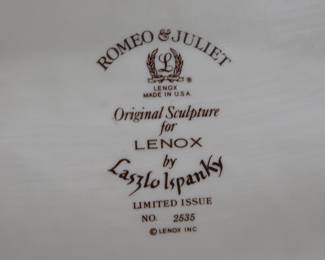 ROMEO & JULIET
L
®
LENOX
MADE IN U.S.A.
Original Sculpture
for
LENOX
by
Laszlo Ispanky
LIMITED ISSUE
NO. 2535
© LENOX INC